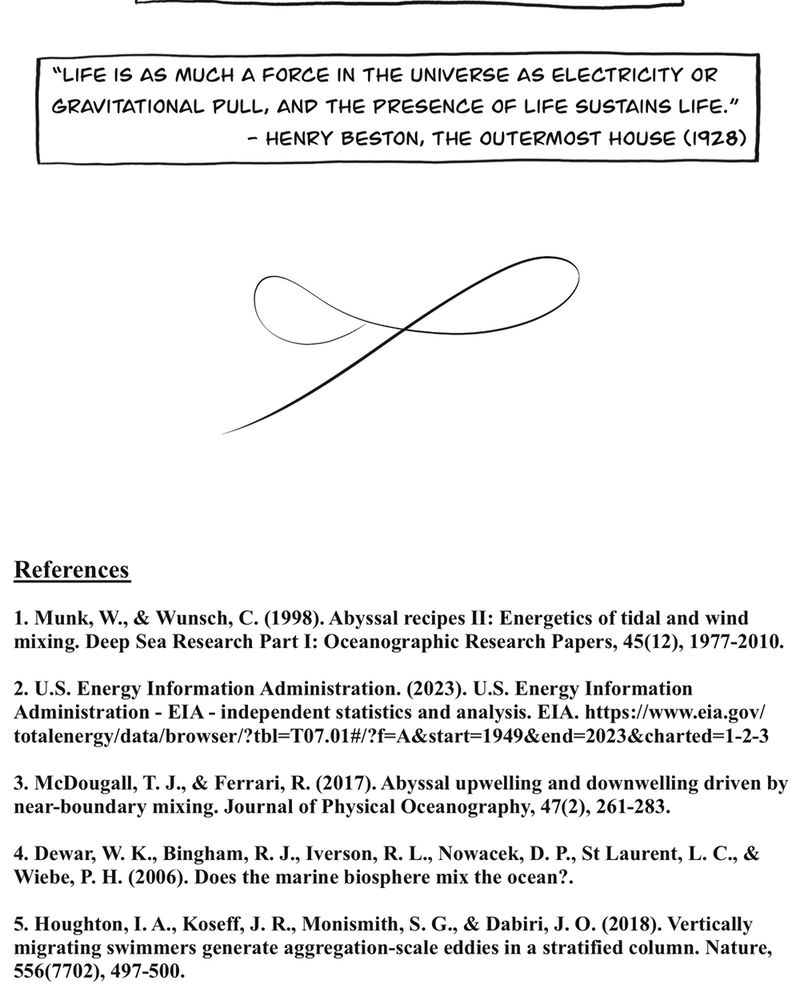 “LIFE IS AS MUCH A FORCE IN THE UNIVERSE AS ELECTRICITY OR
GRAVITATIONAL PULL, AND THE PRESENCE OF LIFE SUSTAINS LIFE.”
– HENRY BESTON, THE OUTERMOST HOUSE (1928)
References
1. Munk, W., & Wunsch, C. (1998). Abyssal recipes II: Energetics of tidal and wind
mixing. Deep Sea Research Part I: Oceanographic Research Papers, 45(12), 1977-2010.
2. U.S. Energy Information Administration. (2023). U.S. Energy Information
Administration - EIA - independent statistics and analysis. EIA. https://www.eia.gov/
totalenergy/data/browser/?tbl=T07.01#/?f=A&start=1949&end=2023&charted=1-2-3
3. McDougall, T. J., & Ferrari, R. (2017). Abyssal upwelling and downwelling driven by
near-boundary mixing. Journal of Physical Oceanography, 47(2), 261-283.
4. Dewar, W. K., Bingham, R. J., Iverson, R. L., Nowacek, D. P., St Laurent, L. C., &
Wiebe, P. H. (2006). Does the marine biosphere mix the ocean?.
5. Houghton, I. A., Koseff, J. R., Monismith, S. G., & Dabiri, J. O. (2018). Vertically
migrating swimmers generate aggregation-scale eddies in a stratified column. Nature,
556(7702), 497-500.